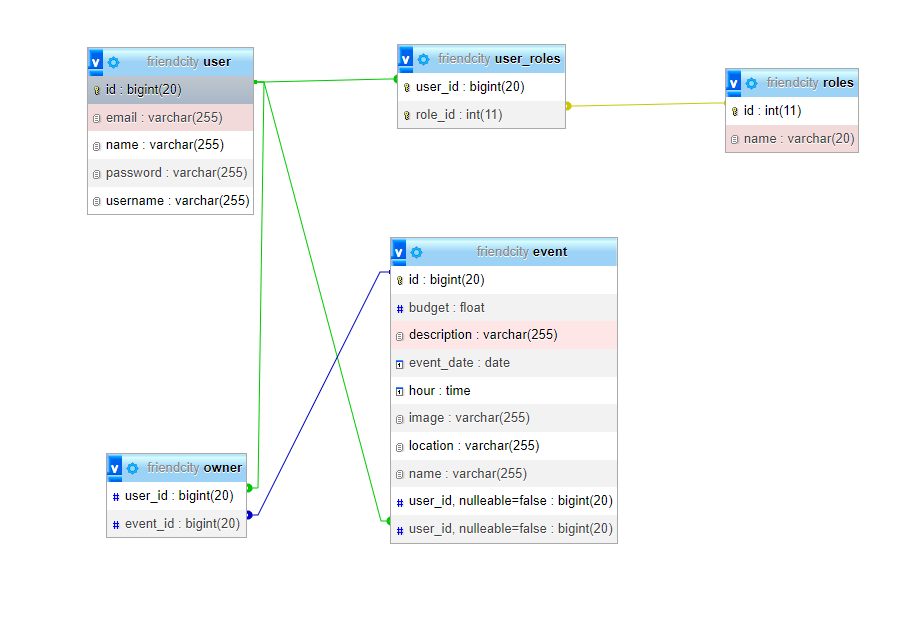 friendcity user
id : bigint(20)
email : varchar(255)
name : varchar(255)
password : varchar(255)
username : varchar(255)
friendcity user_roles
user_id : bigint(20)
role_id : int(11)
friendcity roles
id : int(11)
name : varchar(20)
friendcity event
id : bigint(20)
# budget : float
description : varchar(255)
event_date : date
hour : time
image : varchar(255)
location : varchar(255)
name : varchar(255)
# user_id, nulleable=false : bigint(20)
# user_id, nulleable=false : bigint(20)
friendcity owner
# user_id : bigint(20)
# event_id : bigint(20)